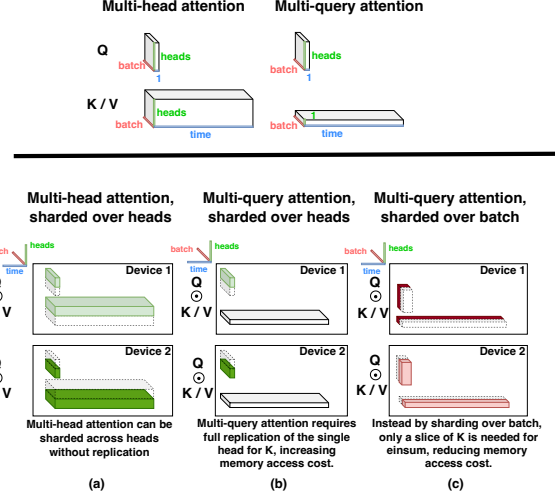 Multi-head attention
Multi-query attention
Q
heads
batch
1
heads
batch
1
K / V
heads
batch
time
1
batch
time
Multi-head attention,
sharded over heads
Multi-query attention,
sharded over heads
Multi-query attention,
sharded over batch
heads
time
Device 1
V
Device 2
V
Multi-head attention can be
sharded across heads
without replication
(a)
heads
batch
time
Device 1
Q
K / V
Device 2
Q
K / V
Multi-query attention requires
full replication of the single
head for K, increasing
memory access cost.
(b)
heads
batch
time
Device 1
Q
K / V
Device 2
Q
K / V
Instead by sharding over batch,
only a slice of K is needed for
einsum, reducing memory
access cost.
(c)